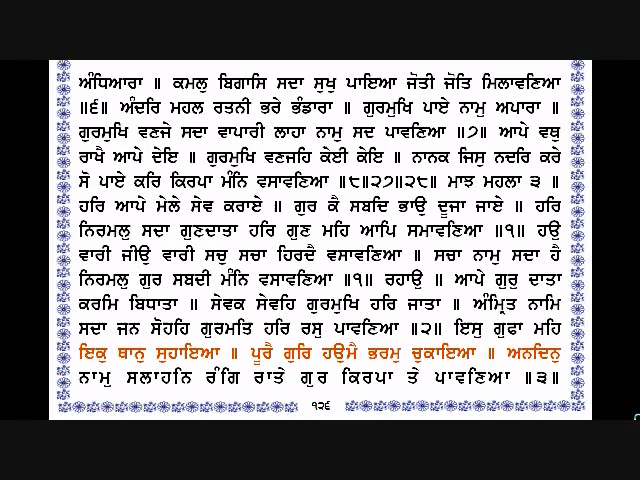 ਅੰਧਿਆਰਾ ॥ ਕਮਲੁ ਬਿਗਾਸਿ ਸਦਾ ਸੁਖੁ ਪਾਇਆ ਜੋਤੀ ਜੋਤਿ ਮਿਲਾਵਣਿਆ
॥੬॥ ਅੰਦਰਿ ਮਹਲ ਰਤਨੀ ਭਰੇ ਭੰਡਾਰਾ ॥ ਗੁਰਮੁਖਿ ਪਾਏ ਨਾਮੁ ਅਪਾਰਾ ॥
ਗੁਰਮੁਖਿ ਵਣਜੇ ਸਦਾ ਵਾਪਾਰੀ ਲਾਹਾ ਨਾਮੁ ਸਦ ਪਾਵਣਿਆ ॥੭॥ ਆਪੇ ਵਥੁ
ਰਾਖੈ ਆਪੇ ਦੇਇ ॥ ਗੁਰਮੁਖਿ ਵਣਜਹਿ ਕੇਈ ਕੇਇ ॥ ਨਾਨਕ ਜਿਸੁ ਨਦਰਿ ਕਰੇ
ਸੋ ਪਾਏ ਕਰਿ ਕਿਰਪਾ ਮੰਨਿ ਵਸਾਵਣਿਆ ॥੮॥੨੭॥੨੮॥ ਮਾਝ ਮਹਲਾ ੩ ॥
ਹਰਿ ਆਪੇ ਮੇਲੇ ਸੇਵ ਕਰਾਏ ॥ ਗੁਰ ਕੈ ਸਬਦਿ ਭਾਉ ਦੂਜਾ ਜਾਏ ॥ ਹਰਿ
ਨਿਰਮਲੁ ਸਦਾ ਗੁਣਦਾਤਾ ਹਰਿ ਗੁਣ ਮਹਿ ਆਪਿ ਸਮਾਵਣਿਆ ॥੧॥ ਹਉ
ਵਾਰੀ ਜੀਉ ਵਾਰੀ ਸਚੁ ਸਚਾ ਹਿਰਦੈ ਵਸਾਵਣਿਆ ॥ ਸਚਾ ਨਾਮੁ ਸਦਾ ਹੈ
ਨਿਰਮਲੁ ਗੁਰ ਸਬਦੀ ਮੰਨਿ ਵਸਾਵਣਿਆ ॥੧॥ ਰਹਾਉ ॥ ਆਪੇ ਗੁਰੁ ਦਾਤਾ
ਕਰਮਿ ਬਿਧਾਤਾ ॥ ਸੇਵਕ ਸੇਵਹਿ ਗੁਰਮੁਖਿ ਹਰਿ ਜਾਤਾ ॥ ਅੰਮ੍ਰਿਤ ਨਾਮਿ
ਸਦਾ ਜਨ ਸੋਹਹਿ ਗੁਰਮਤਿ ਹਰਿ ਰਸੁ ਪਾਵਣਿਆ ॥੨॥ ਇਸੁ ਗੁਫਾ ਮਹਿ
ਇਕੁ ਥਾਨੁ ਸੁਹਾਇਆ ॥ ਪੂਰੈ ਗੁਰਿ ਹਉਮੈ ਭਰਮੁ ਚੁਕਾਇਆ ॥ ਅਨਦਿਨੁ
ਨਾਮੁ ਸਲਾਹਨਿ ਰੰਗਿ ਰਾਤੇ ਗੁਰ ਕਿਰਪਾ ਤੇ ਪਾਵਣਿਆ ॥੩॥
੧੨੬